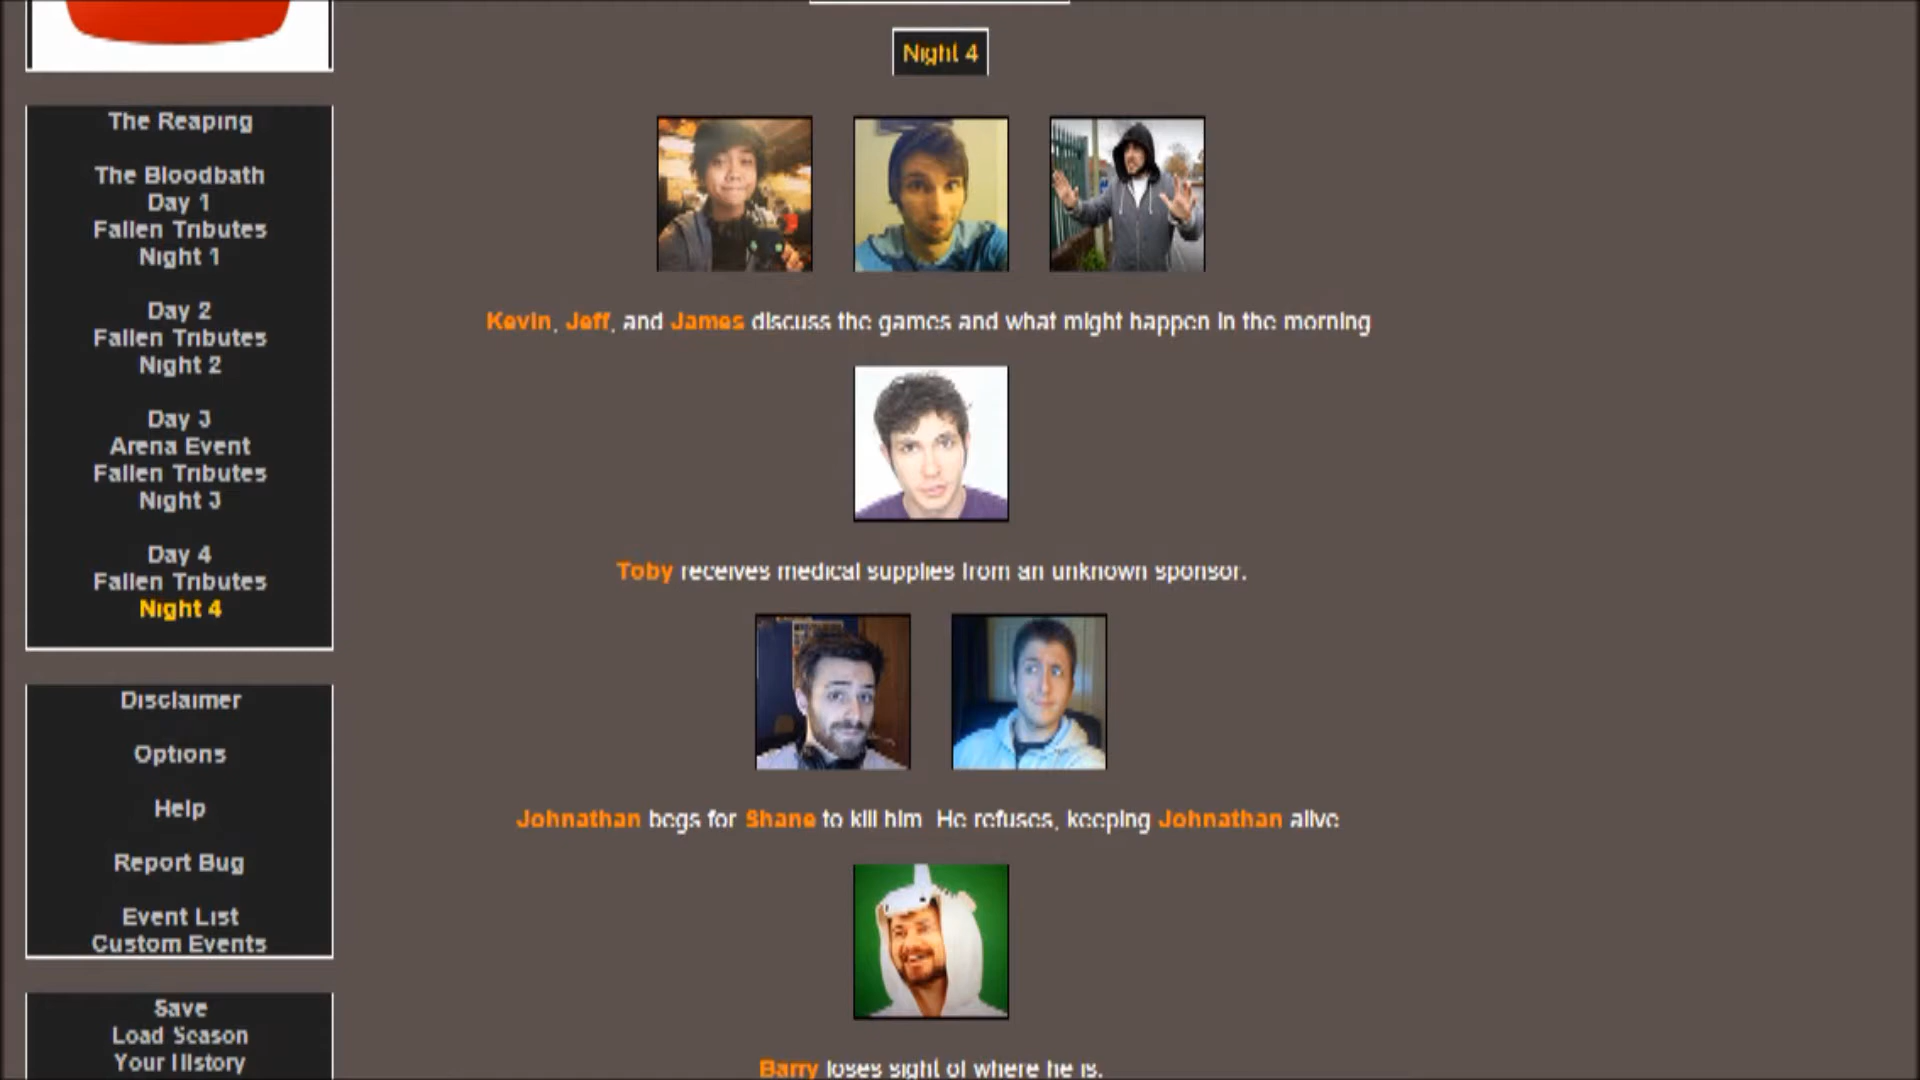 Night 4
The Reaping
The Bloodbath
Day 1
Fallen Tributes
Night 1
Day 2
Fallen Tributes
Night 2
Day 3
Arena Event
Fallen Tributes
Night 3
Day 4
Fallen Tributes
Night 4
Disclaimer
Options
Help
Report Bug
Event List
Custom Events
Save
Load Season
Your History
Kevin, Jeff, and James discuss the games and what might happen in the morning
Toby receives medical supplies from an unknown sponsor.
Johnathan begs for Shane to kill him. He refuses, keeping Johnathan alive
Barry loses sight of where he is.